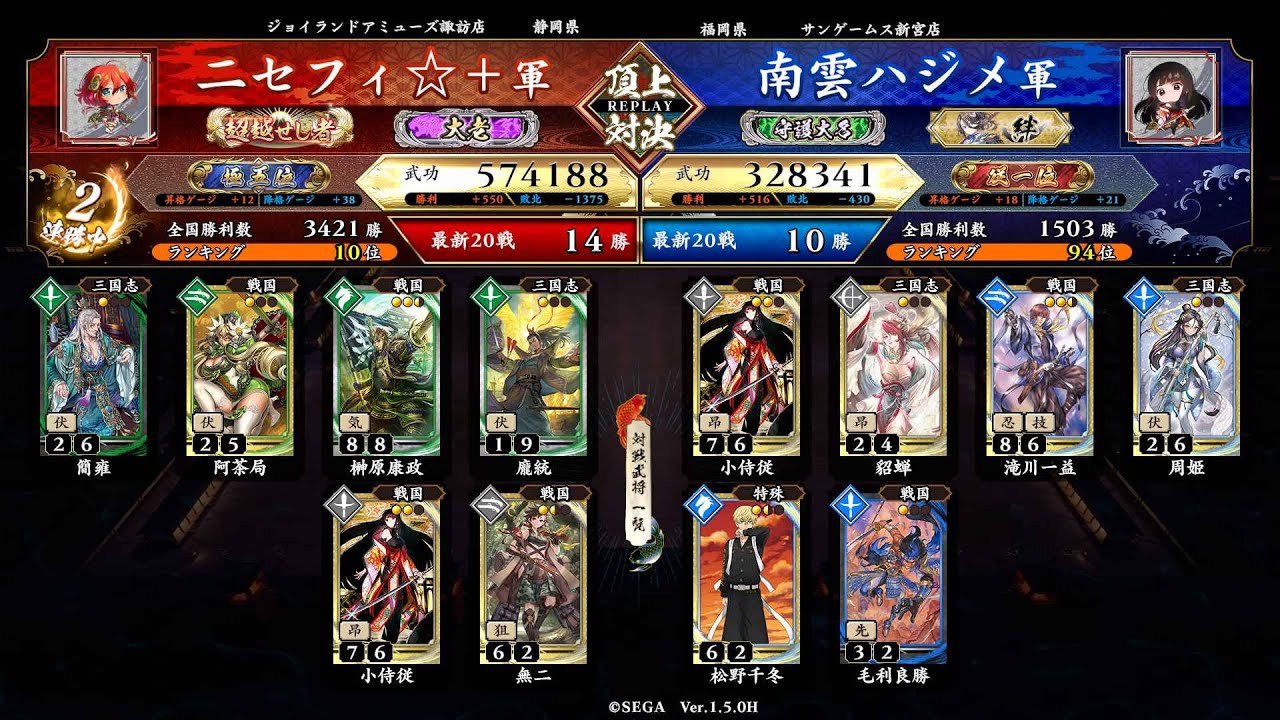 ジョイランドアミューズ諏訪店 静岡県
福岡県 サンゲームス新宮店
ニセフィ☆＋軍
頂上
REPLAY
対決
南雲ハジメ軍
超越せし者
大老
守護大名
絆
2
連勝中
極王位
武功 574188
昇格ゲージ +12 降格ゲージ +38
勝利 +550 敗北 -1375
武功 328341
勝利 +516 敗北 -430
昇格ゲージ +18 降格ゲージ +21
全国勝利数 3421勝
ランキング 10位
最新20戦 14勝
最新20戦 10勝
全国勝利数 1503勝
ランキング 94位
三国志
伏
2 6
簡雍
戦国
伏
2 5
阿茶局
戦国
気
8 8
榊原康政
三国志
伏
1 9
龐統
戦国
昂
7 6
小侍従
戦国
狙
6 2
無二
対戦武将一覧
戦国
昂
7 6
小侍従
三国志
昂
2 4
貂蝉
戦国
忍 技
8 6
滝川一益
三国志
伏
2 6
周姫
特殊
6 2
松野千冬
戦国
先
3 2
毛利良勝
©SEGA Ver.1.5.0H